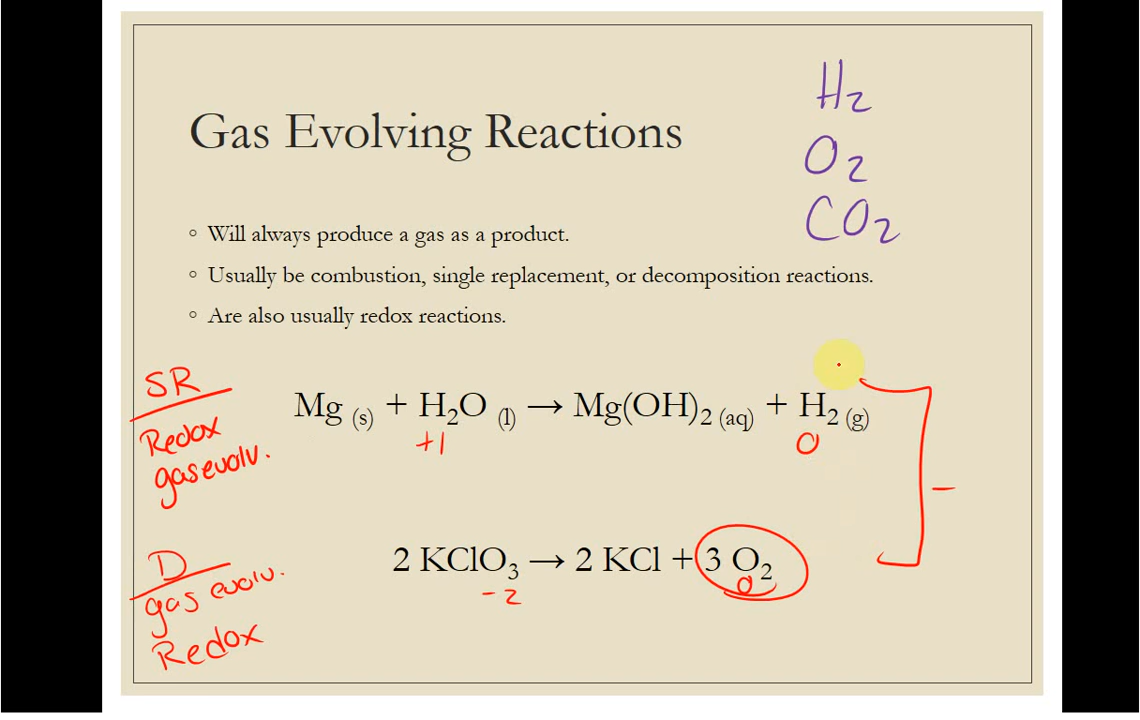 Gas Evolving Reactions
H2
O2
CO2
◦ Will always produce a gas as a product.
◦ Usually be combustion, single replacement, or decomposition reactions.
◦ Are also usually redox reactions.
SR
Redox
gas evolv.
Mg (s) + H2O (l) → Mg(OH)2 (aq) + H2 (g)
+1 0
D
gas evolv.
Redox
2 KClO3 → 2 KCl + 3 O2
-2 0